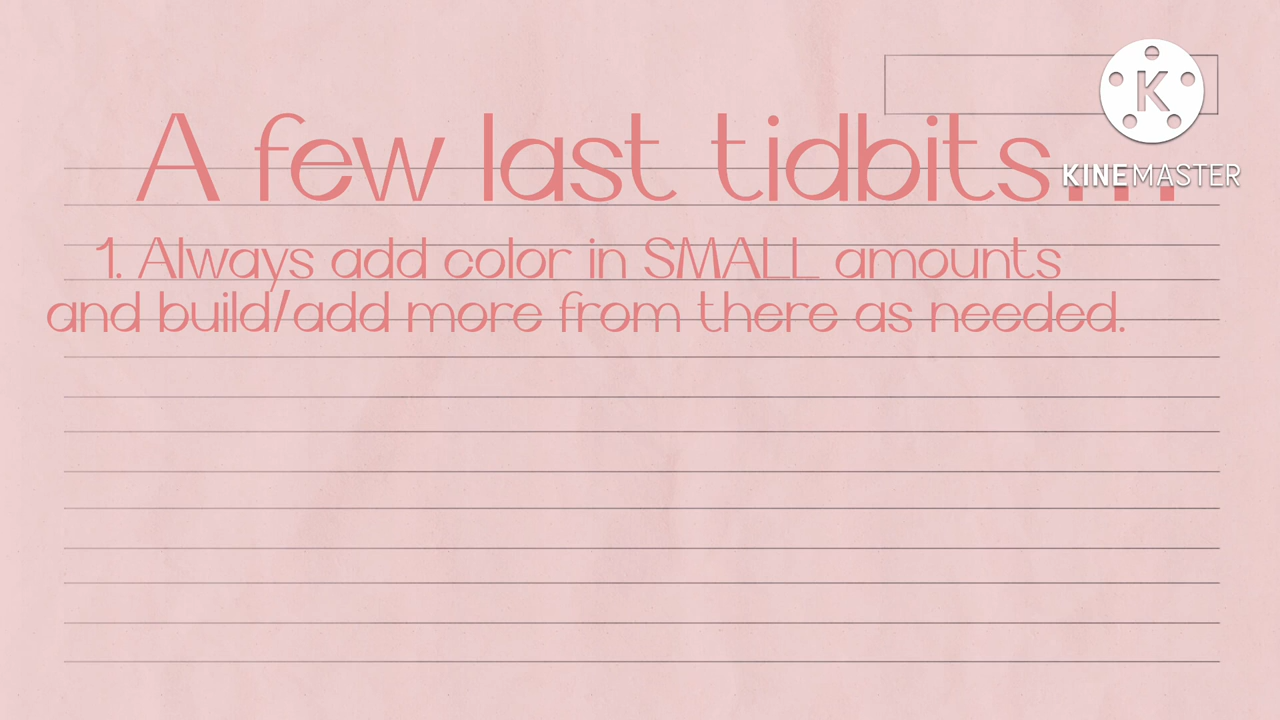 A few last tidbits...
KINEMASTER
1. Always add color in SMALL amounts
and build/add more from there as needed.